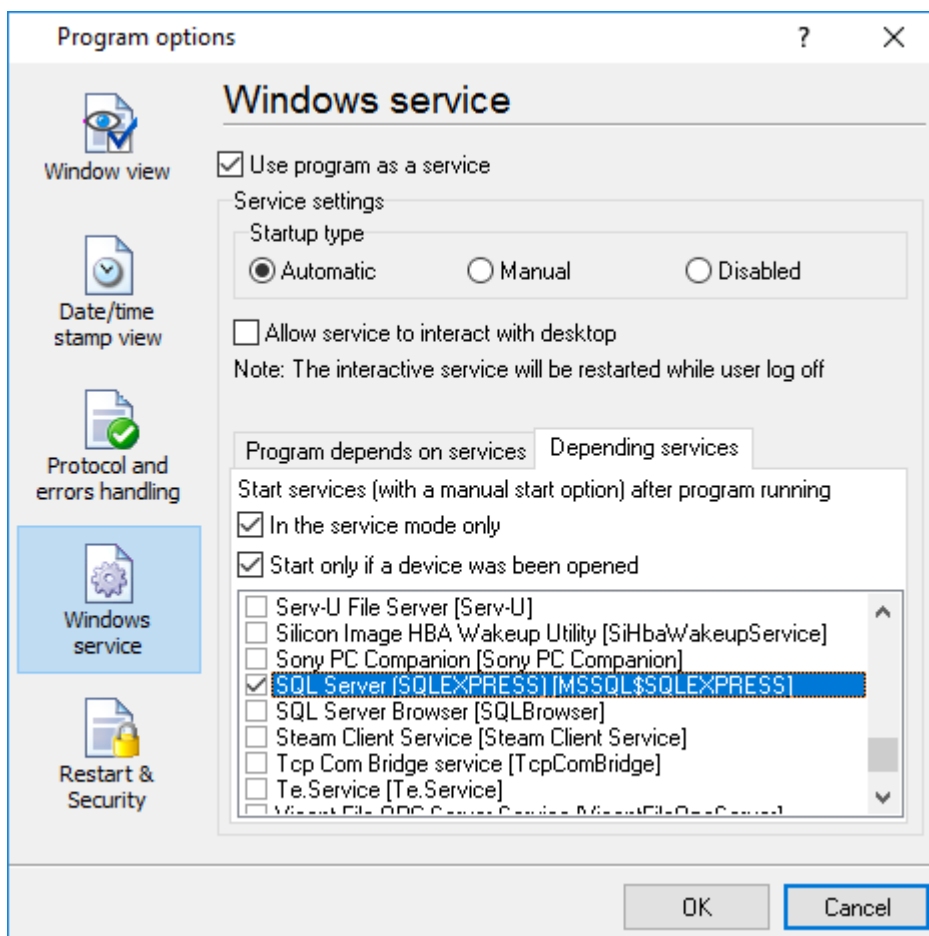 Program options
?
Window view
Date/time
stamp view
Protocol and
errors handling
Windows
service
Restart &
Security
Windows service
Use program as a service
Service settings
Startup type
Automatic
Manual
Disabled
Allow service to interact with desktop
Note: The interactive service will be restarted while user log off
Program depends on services
Depending services
Start services (with a manual start option) after program running
In the service mode only
Start only if a device was been opened
Serv-U File Server [Serv-U]
Silicon Image HBA Wakeup Utility [SiHbaWakeupService]
Sony PC Companion [Sony PC Companion]
SQL Server (SQLEXPRESS) [MSSQL$SQLEXPRESS]
SQL Server Browser [SQLBrowser]
Steam Client Service [Steam Client Service]
Tcp Com Bridge service [TcpComBridge]
Te.Service [Te.Service]
OK
Cancel